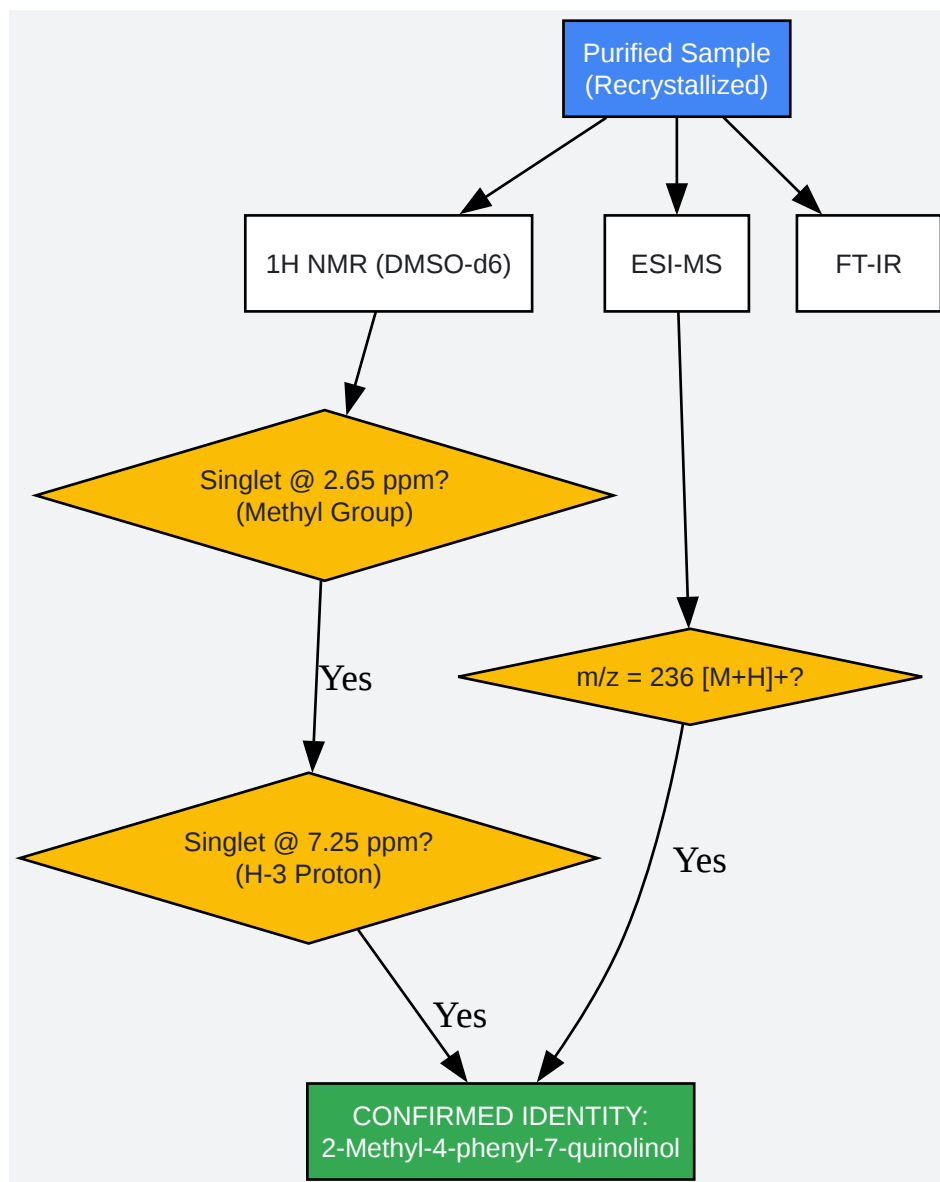 Purified Sample
(Recrystallized)
1H NMR (DMSO-d6)
ESI-MS
FT-IR
Singlet @ 2.65 ppm?
(Methyl Group)
Yes
m/z = 236 [M+H]+?
Singlet @ 7.25 ppm?
(H-3 Proton)
Yes
Yes
CONFIRMED IDENTITY:
2-Methyl-4-phenyl-7-quinolinol